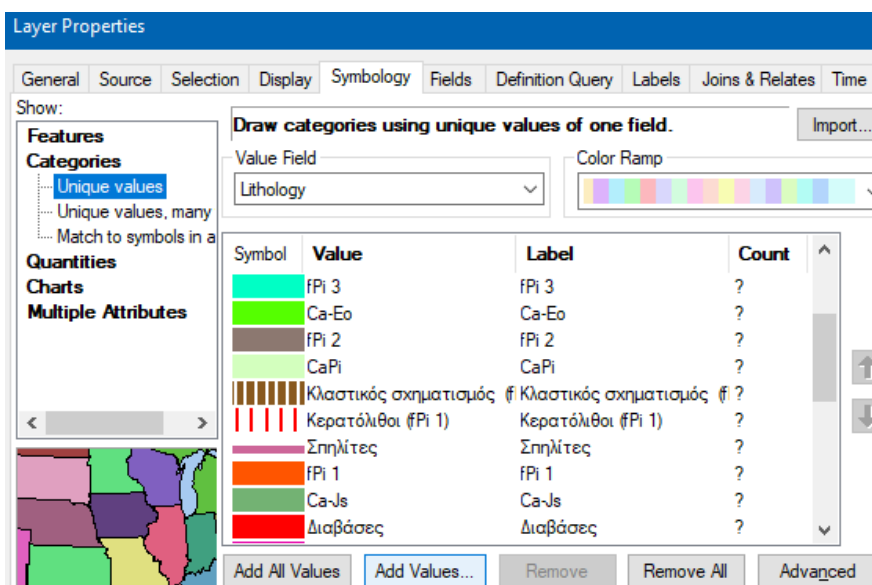 Layer Properties
General Source Selection Display Symbology Fields Definition Query Labels Joins & Relates Time
Show:
Features
Categories
Unique values
Unique values, many
Match to symbols in a
Quantities
Charts
Multiple Attributes
Draw categories using unique values of one field.
Import...
Value Field
Lethology
Color Ramp
Symbol Value Label Count
fPi 3 fPi 3 ?
Ca-Eo Ca-Eo ?
fPi 2 fPi 2 ?
CaPi CaPi ?
Κλαστικός σχηματισμός (f Κλαστικός σχηματισμός (f ?
Κερατόλιθοι (fPi 1) Κερατόλιθοι (fPi 1) ?
Σπηλίτες Σπηλίτες ?
fPi 1 fPi 1 ?
Ca-Js Ca-Js ?
Διαβάσες Διαβάσες ?
Add All Values Add Values... Remove Remove All Advanced